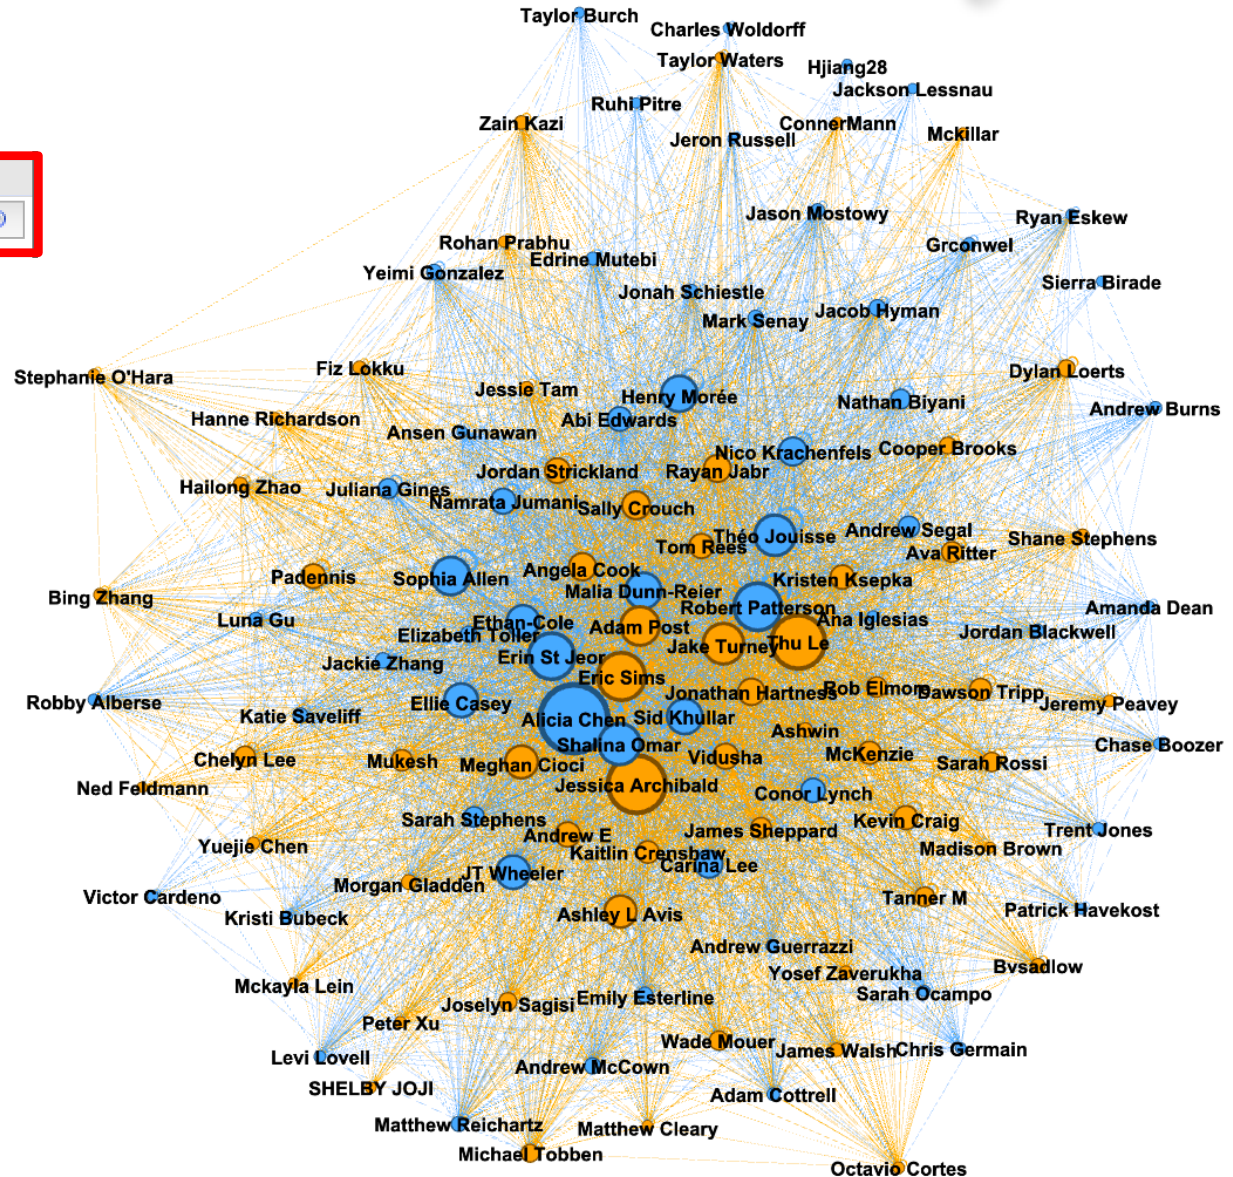 Taylor Burch
Charles Woldorff
Taylor Waters
Hjiang28
Jackson Lessnau
Ruhi Pitre
Zain Kazi
ConnerMann
Mckillar
Jeron Russell
Jason Mostowy
Ryan Eskew
Rohan Prabhu
Grconwel
Edrine Mutebi
Yeimi Gonzalez
Sierra Birade
Jonah Schiestle
Jacob Hyman
Mark Senay
Fiz Lokku
Dylan Loerts
Stephanie O'Hara
Jessie Tam
Henry Morée
Nathan Biyani
Andrew Burns
Hanne Richardson
Abi Edwards
Ansen Gunawan
Cooper Brooks
Nico Krachenfels
Jordan Strickland
Rayan Jabr
Hailong Zhao
Juliana Gines
Namrata Jumani
Sally Crouch
Andrew Segal
Théo Jouisse
Shane Stephens
Tom Rees
Ava Ritter
Angela Cook
Padennis
Sophia Allen
Kristen Ksepka
Malia Dunn-Reier
Bing Zhang
Robert Patterson
Amanda Dean
Luna Gu
Ana Iglesias
Ethan-Cole
Adam Post
Jordan Blackwell
Elizabeth Toller
Thu Le
Jake Turney
Erin St Jeor
Jackie Zhang
Eric Sims
Rob Elmore
Jonathan Hartness
Dawson Tripp
Robby Alberse
Ellie Casey
Jeremy Peavey
Katie Saveliff
Sid Khullar
Alicia Chen
Ashwin
Shalina Omar
Chase Boozer
McKenzie
Vidusha
Chelyn Lee
Mukesh
Sarah Rossi
Meghan Cioci
Jessica Archibald
Ned Feldmann
Conor Lynch
Sarah Stephens
Kevin Craig
James Sheppard
Trent Jones
Andrew E
Yuejie Chen
Madison Brown
Kaitlin Crenshaw
Carina Lee
JT Wheeler
Morgan Gladden
Victor Cardeno
Tanner M
Patrick Havekost
Ashley L Avis
Kristi Bubeck
Andrew Guerrazzi
Bvsadlow
Yosef Zaverukha
Mckayla Lein
Sarah Ocampo
Emily Esterline
Joselyn Sagisi
Peter Xu
Wade Mouer
James Walsh
Chris Germain
Levi Lovell
Andrew McCown
SHELBY JOJI
Adam Cottrell
Matthew Reichartz
Matthew Cleary
Michael Tobben
Octavio Cortes